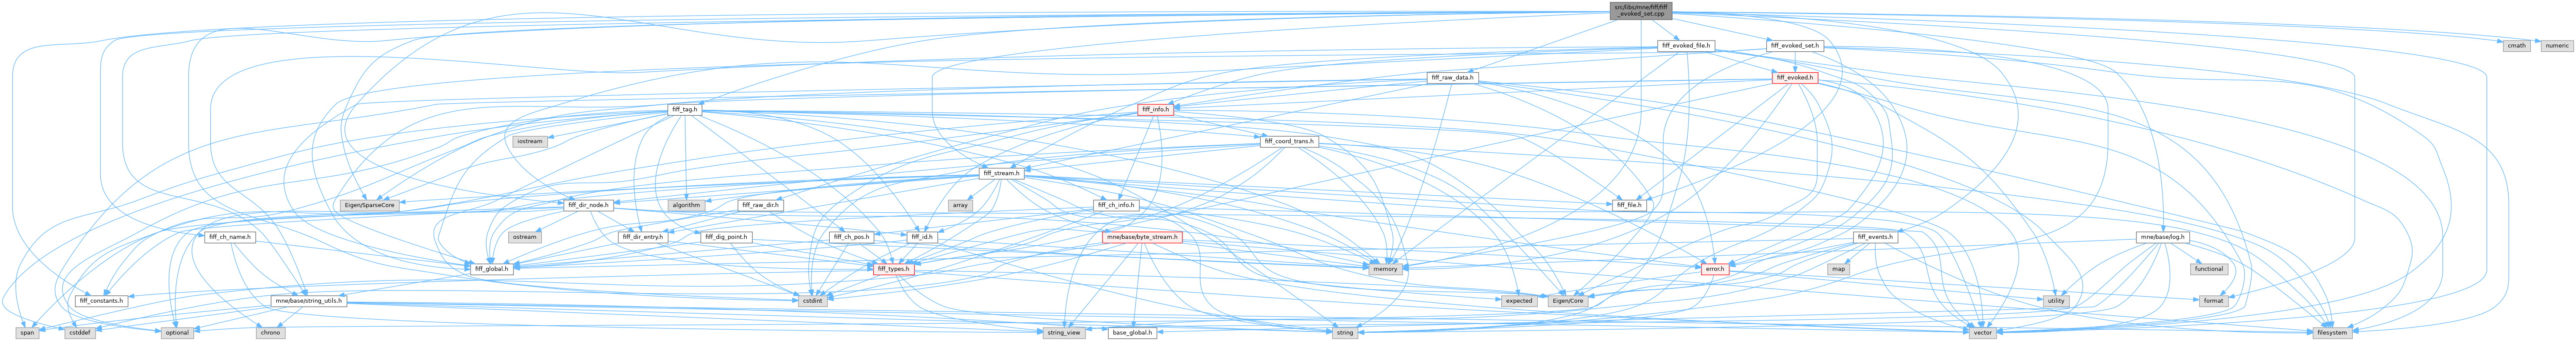 src/libs/mne/fiff/fiff
_evoked_set.cpp
fiff_evoked_file.h
fiff_evoked_set.h
cmath
numeric
fiff_raw_data.h
fiff_evoked.h
fiff_tag.h
fiff_info.h
iostream
fiff_coord_trans.h
fiff_stream.h
Eigen/SparseCore
fiff_dir_node.h
algorithm
fiff_raw_dir.h
array
fiff_ch_info.h
fiff_file.h
fiff_ch_name.h
ostream
fiff_dir_entry.h
fiff_dig_point.h
fiff_ch_pos.h
fiff_id.h
mne/base/byte_stream.h
fiff_events.h
mne/base/log.h
fiff_global.h
fiff_types.h
memory
error.h
map
functional
fiff_constants.h
mne/base/string_utils.h
cstdint
expected
Eigen/Core
utility
format
span
cstddef
optional
chrono
string_view
base_global.h
string
vector
filesystem